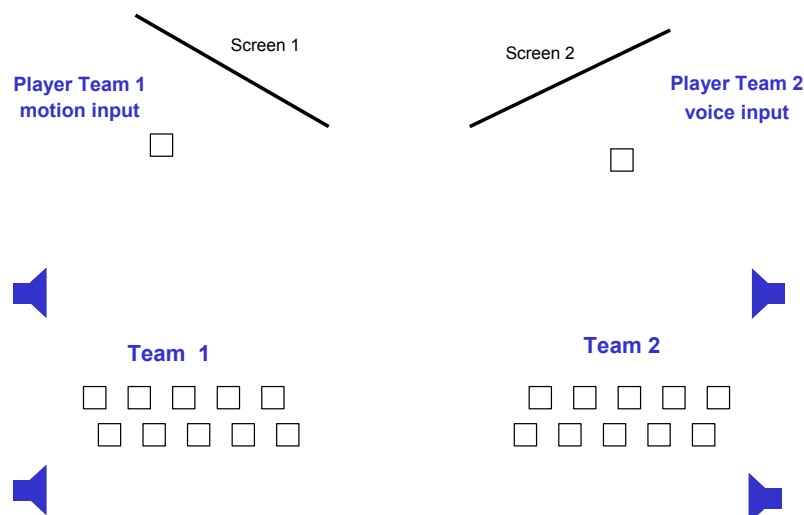 Screen 1
Screen 2
Player Team 1
motion input
Player Team 2
voice input
Team 1
Team 2